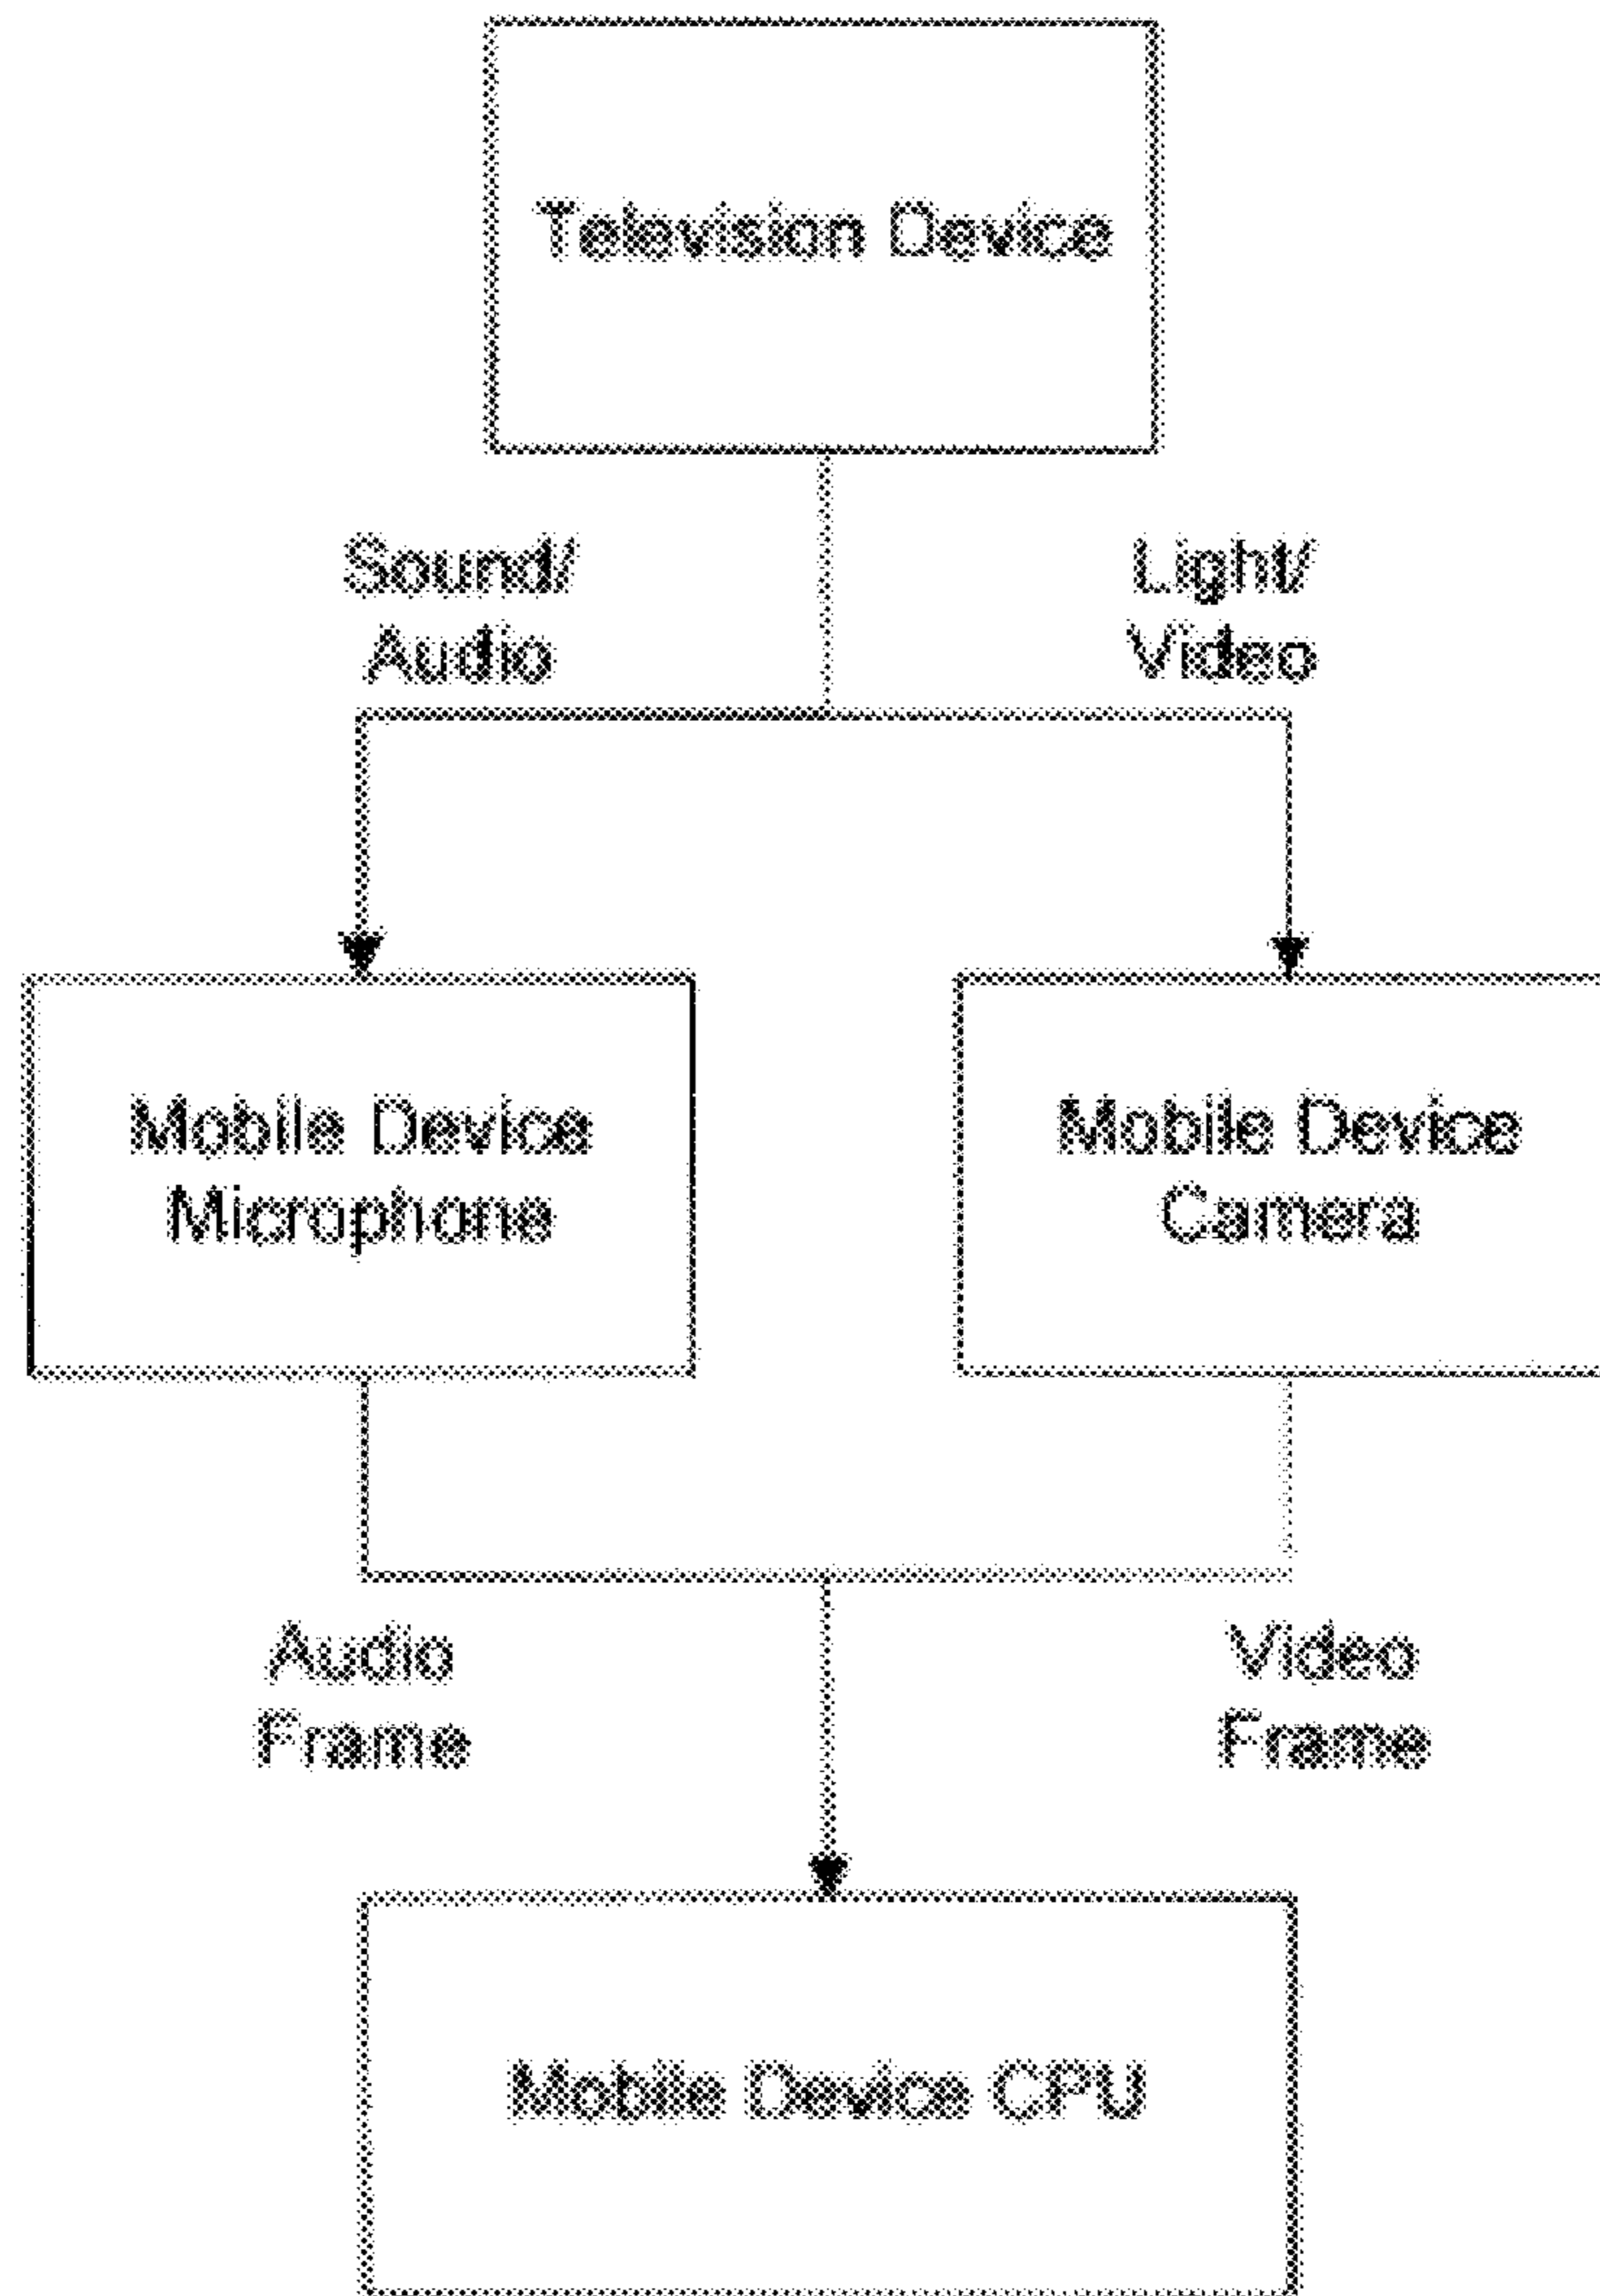 Television Device
Sound/
Audio
Light/
Video
Mobile Device
Microphone
Mobile Device
Camera
Audio
Frame
Video
Frame
Mobile Device CPU